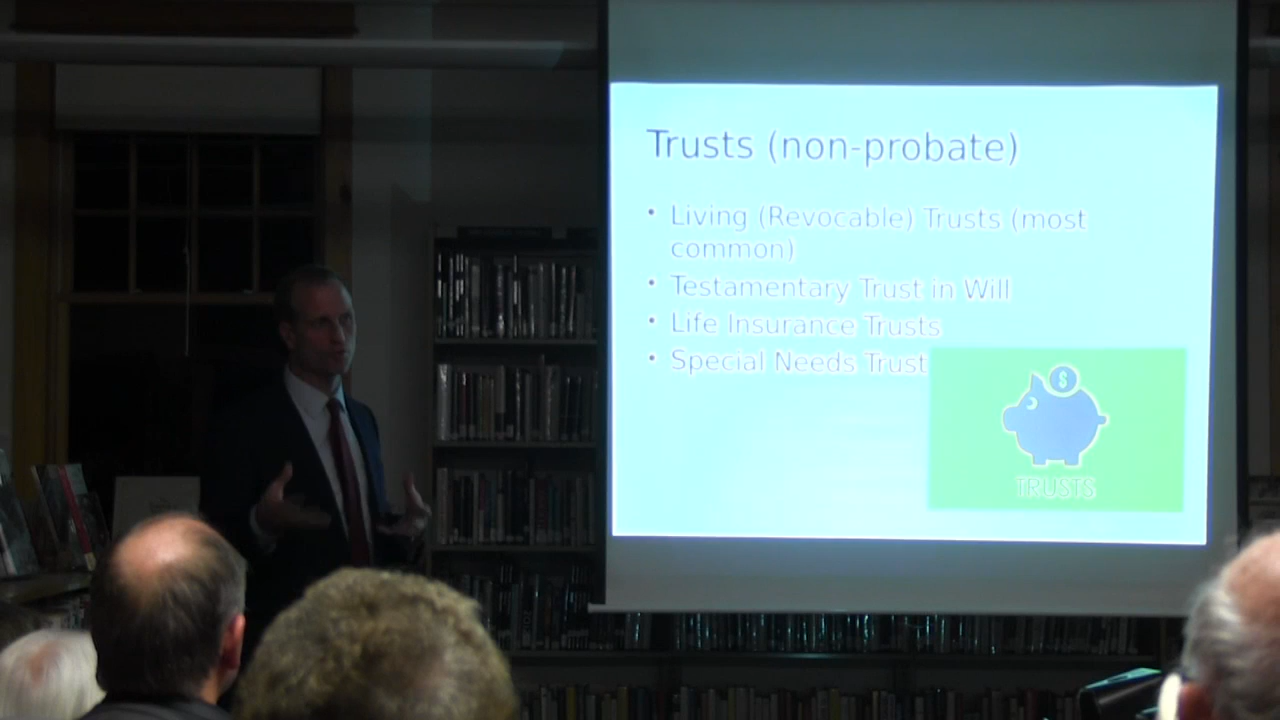 Trusts (non-probate)
• Living (Revocable) Trusts (most
common)
• Testamentary Trust in Will
• Life Insurance Trusts
• Special Needs Trust
$
TRUSTS